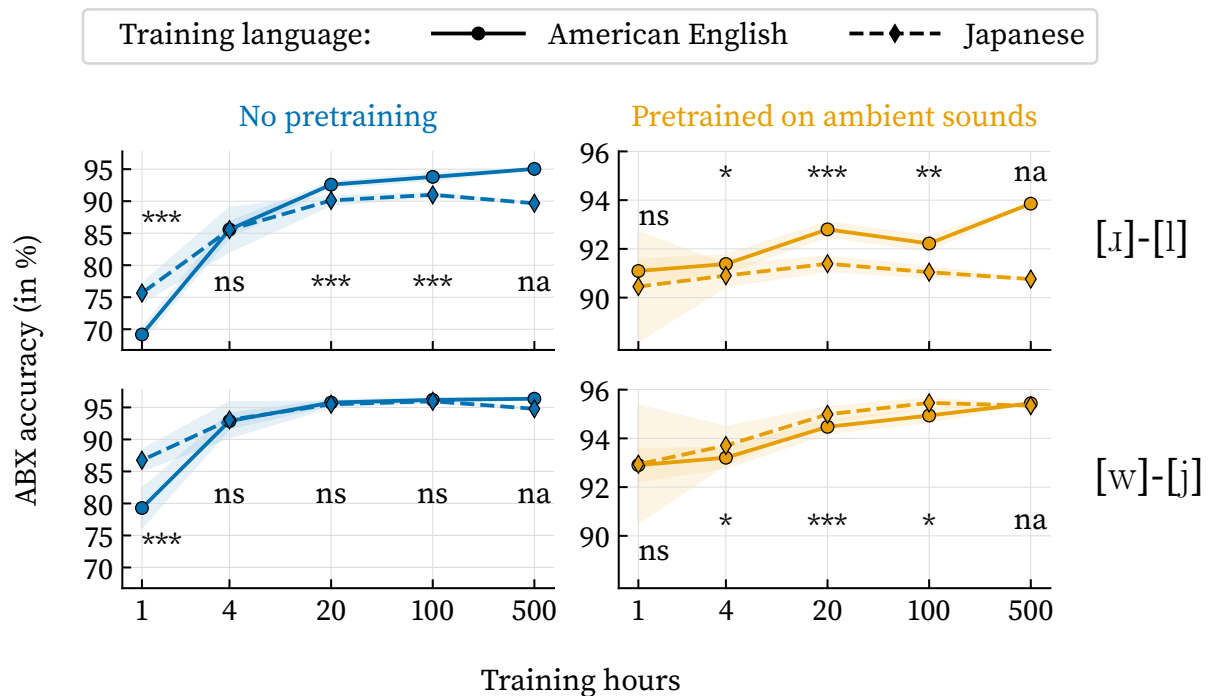 Training language: American English Japanese
No pretraining Pretrained on ambient sounds
ABX accuracy (in %)
95
90
85
80
75
70
*** ns *** *** na
96
94
92
90
ns * *** ** na
[ɹ]-[l]
95
90
85
80
75
70
*** ns ns ns na
1 4 20 100 500
96
94
92
90
ns * *** * na
1 4 20 100 500
[w]-[j]
Training hours